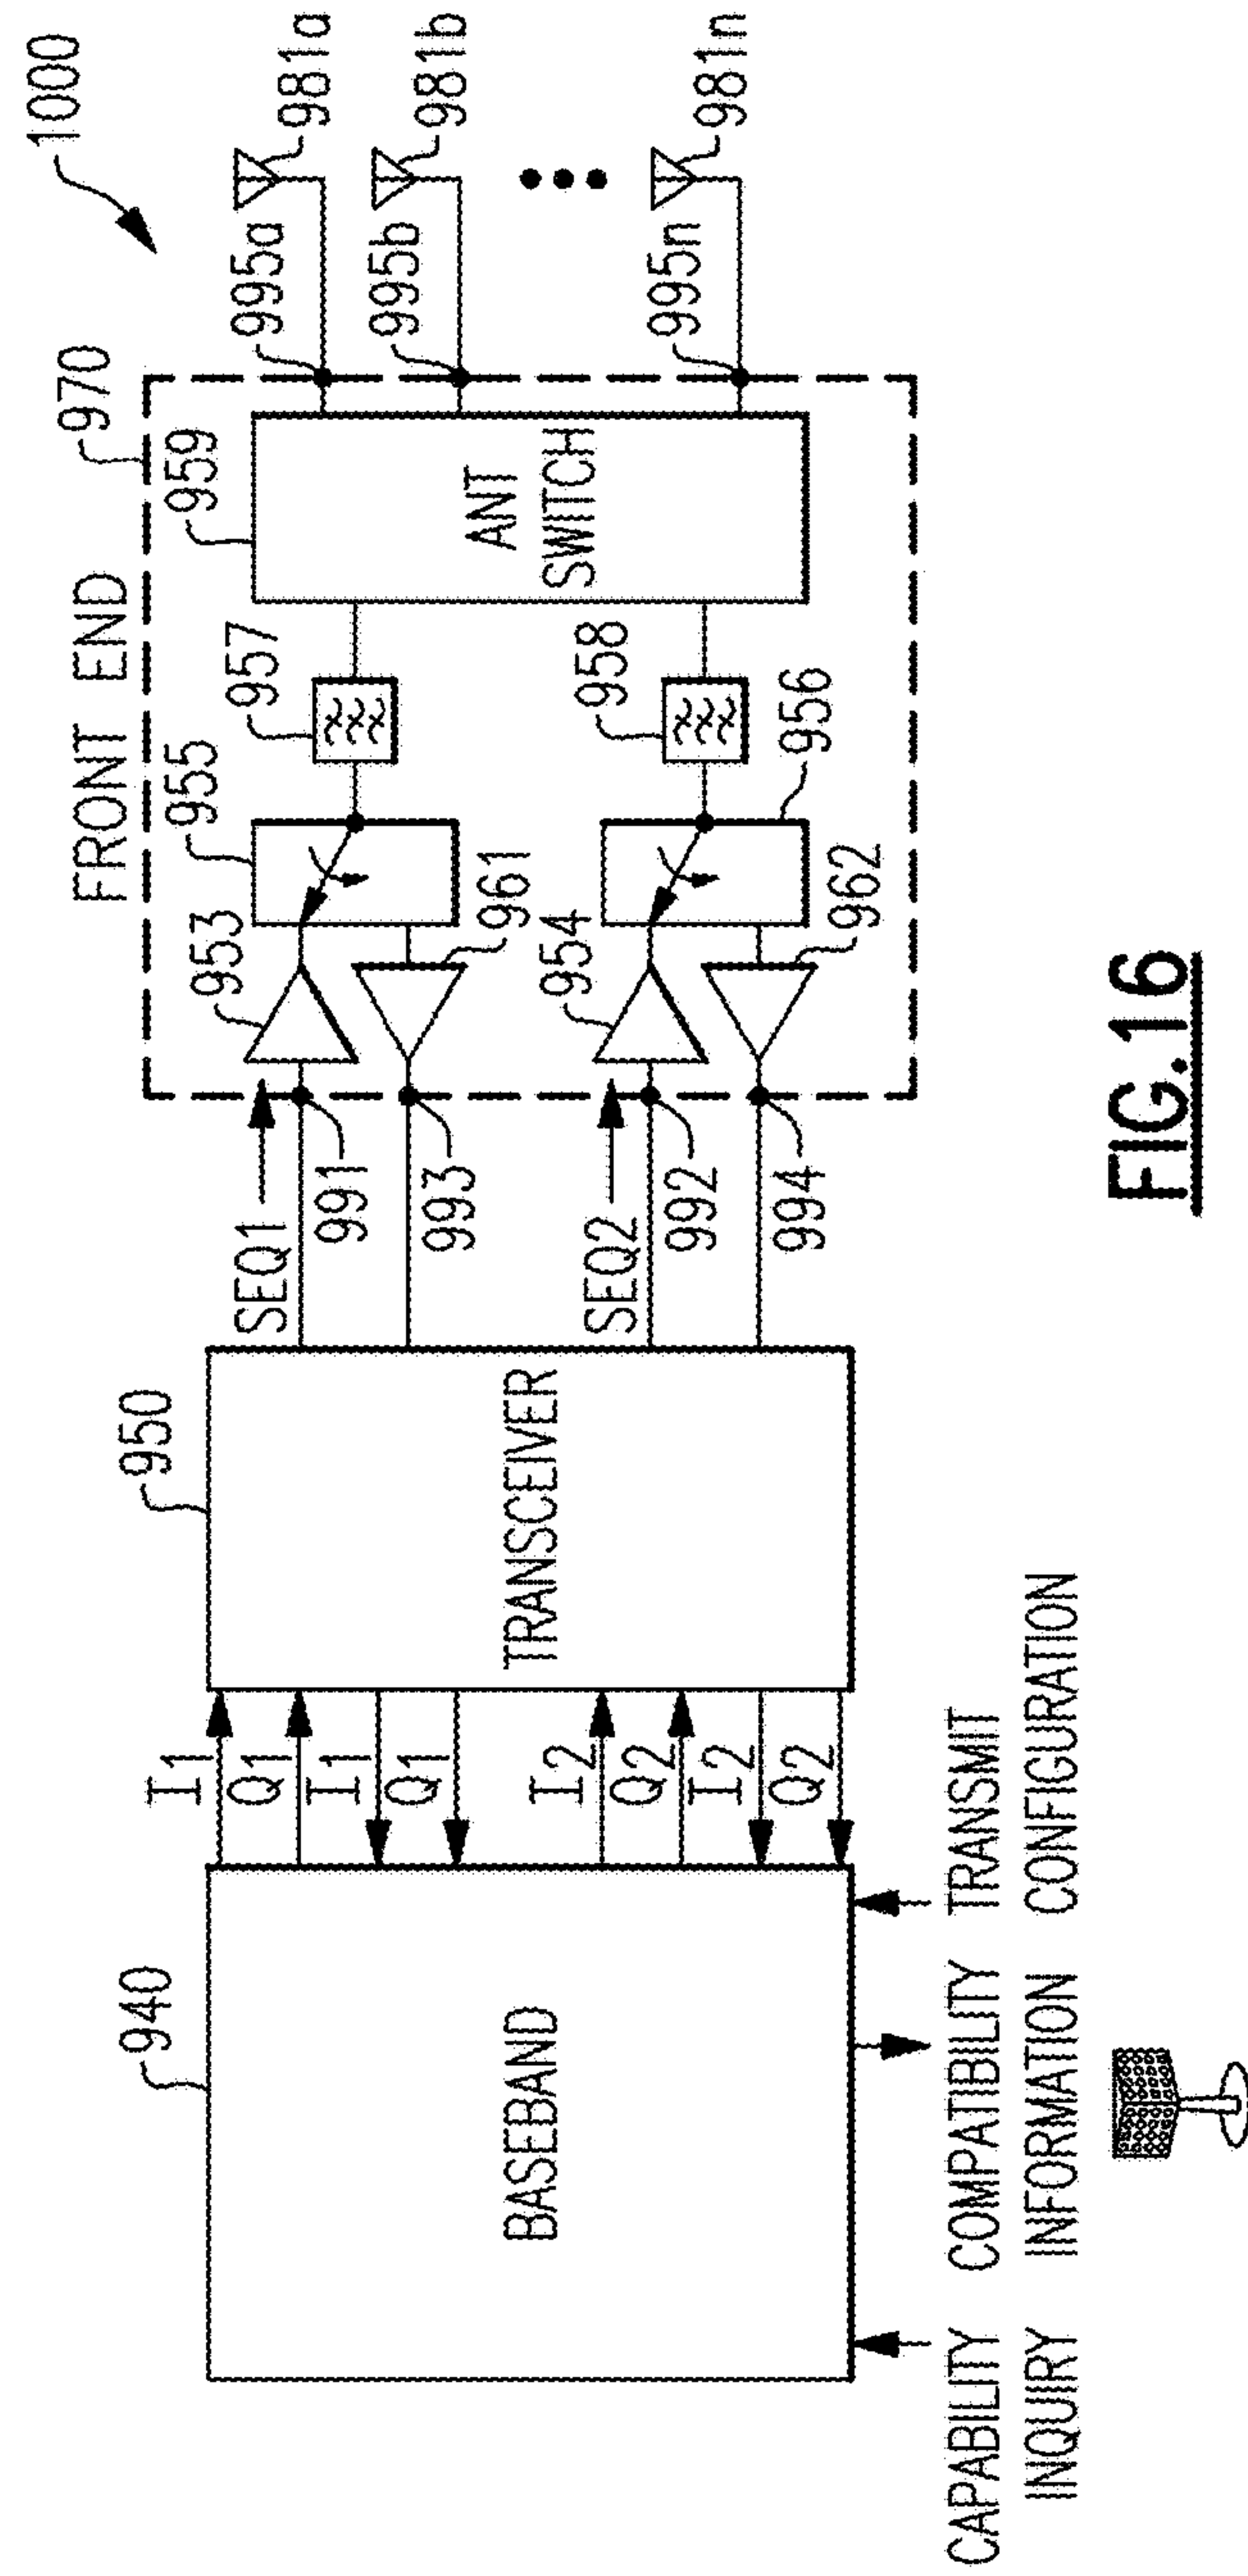 1000
FRONT END
970
981a
981b
981n
995a
995b
995n
959
ANT
SWITCH
957
958
955
956
953
961
954
962
SEQ1
991
993
SEQ2
992
994
950
TRANSCEIVER
I1
Q1
I1
Q1
I2
Q2
I2
Q2
940
BASEBAND
CAPABILITY
INQUIRY
COMPATIBILITY
INFORMATION
TRANSMIT
CONFIGURATION
FIG.16